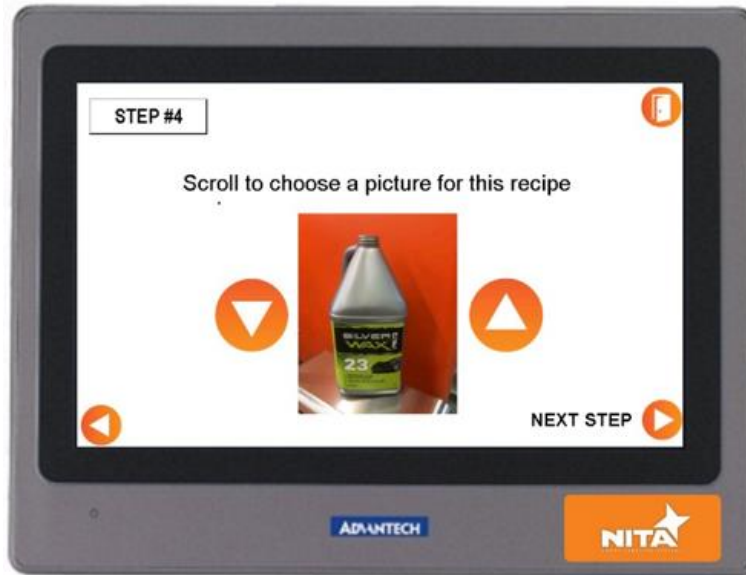 STEP #4
Scroll to choose a picture for this recipe
SILVER
WAX
23
NEXT STEP
ADVANTECH
NITA